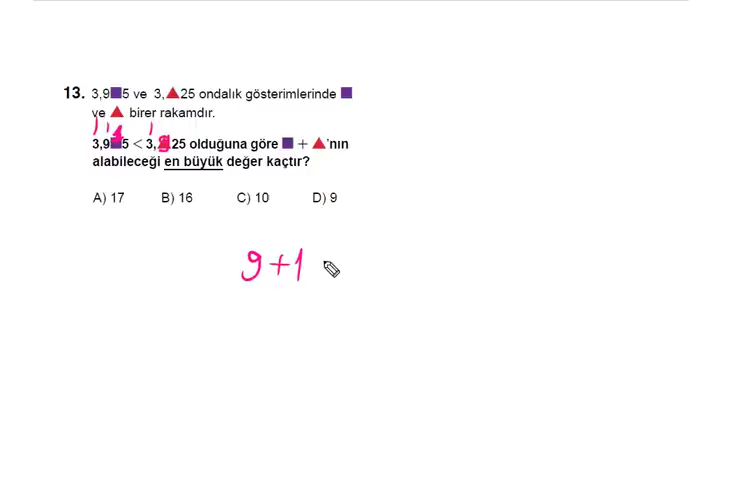 13. 3,9■5 ve 3,▲25 ondalık gösterimlerinde ■
ve ▲ birer rakamdır.
3,9■5 < 3,▲25 olduğuna göre ■ + ▲'nın
alabileceği en büyük değer kaçtır?
A) 17 B) 16 C) 10 D) 9
9+1